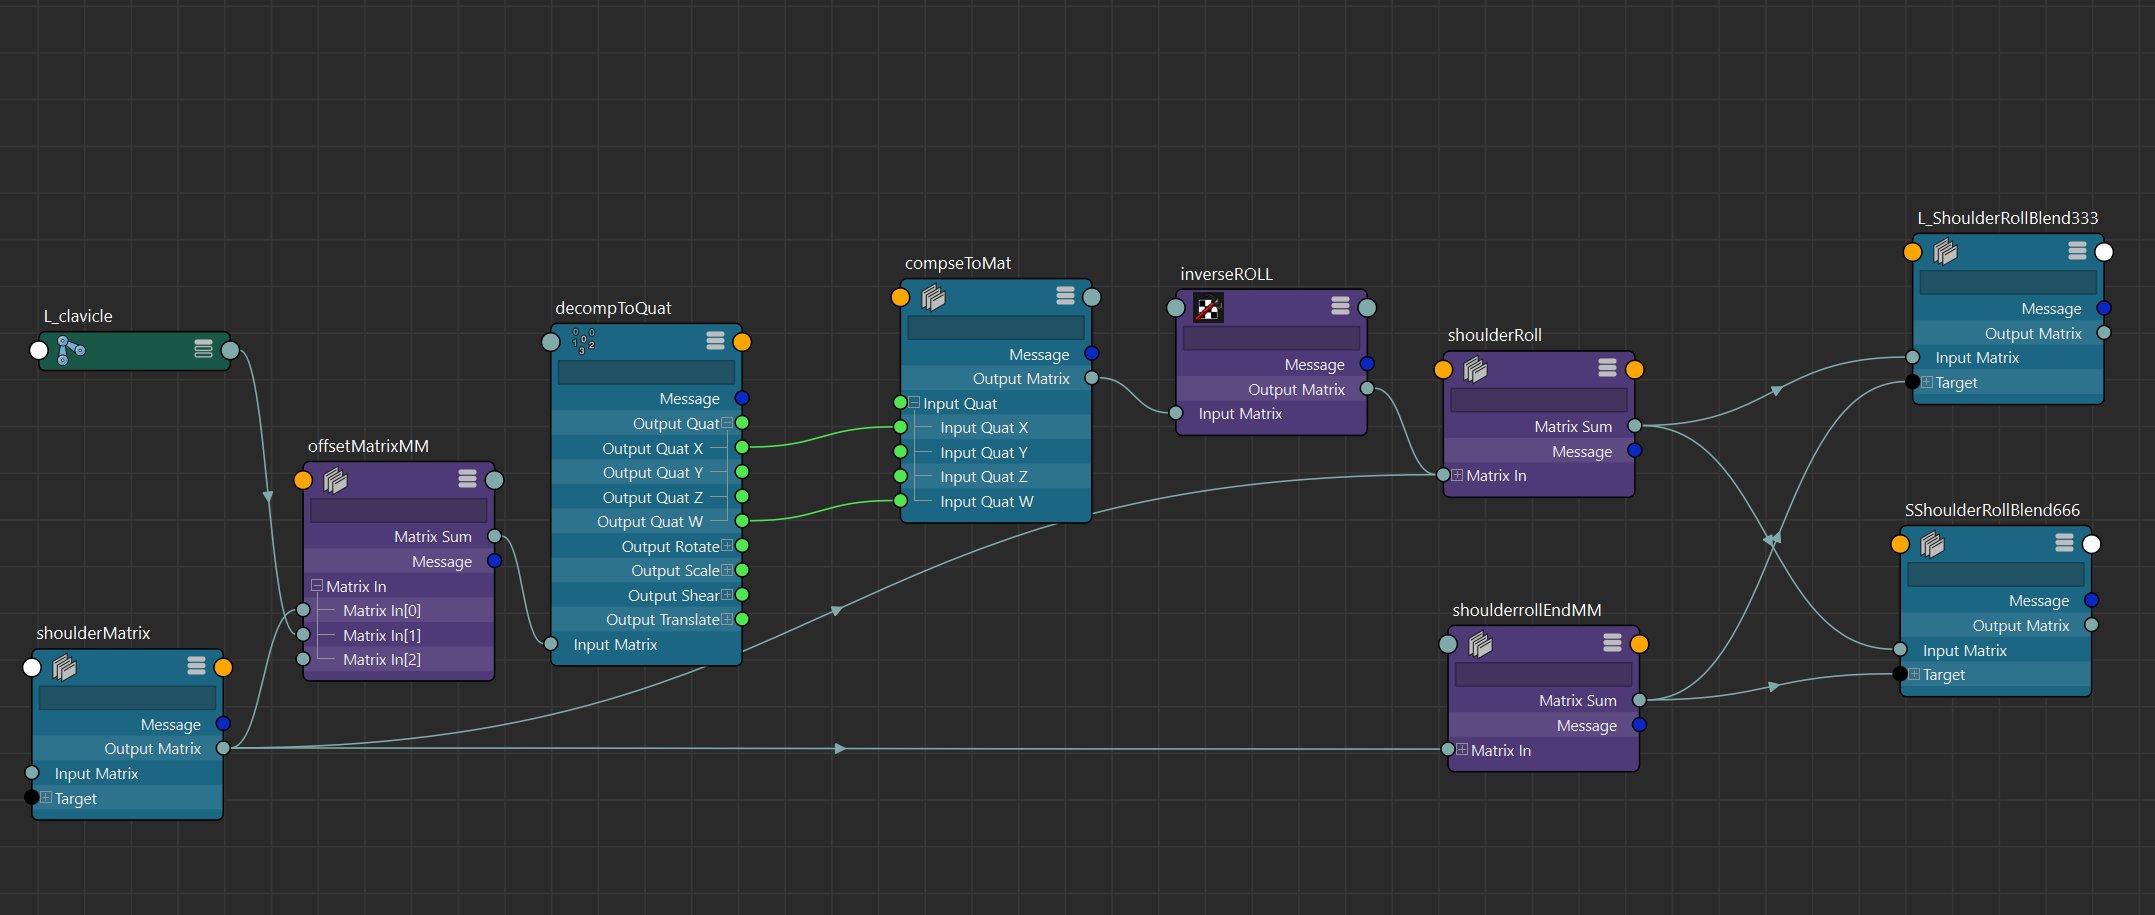 L_clavicle
shoulderMatrix
Message
Output Matrix
Input Matrix
Target
offsetMatrixMM
Matrix Sum
Message
Matrix In
Matrix In[0]
Matrix In[1]
Matrix In[2]
decompToQuat
Message
Output Quat
Output Quat X
Output Quat Y
Output Quat Z
Output Quat W
Output Rotate
Output Scale
Output Shear
Output Translate
Input Matrix
compseToMat
Message
Output Matrix
Input Quat
Input Quat X
Input Quat Y
Input Quat Z
Input Quat W
inverseROLL
Message
Output Matrix
Input Matrix
shoulderRoll
Matrix Sum
Message
Matrix In
shoulderrollEndMM
Matrix Sum
Message
Matrix In
L_ShoulderRollBlend333
Message
Output Matrix
Input Matrix
Target
SShoulderRollBlend666
Message
Output Matrix
Input Matrix
Target